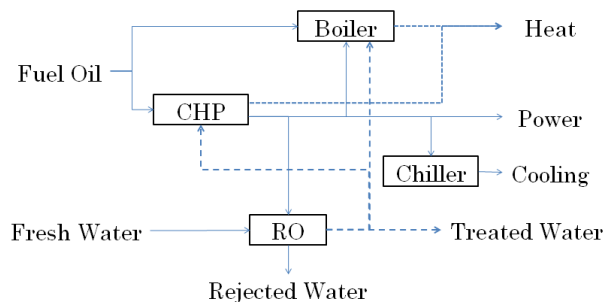 Boiler
Heat
Fuel Oil
CHP
Power
Chiller
Cooling
Fresh Water
RO
Treated Water
Rejected Water